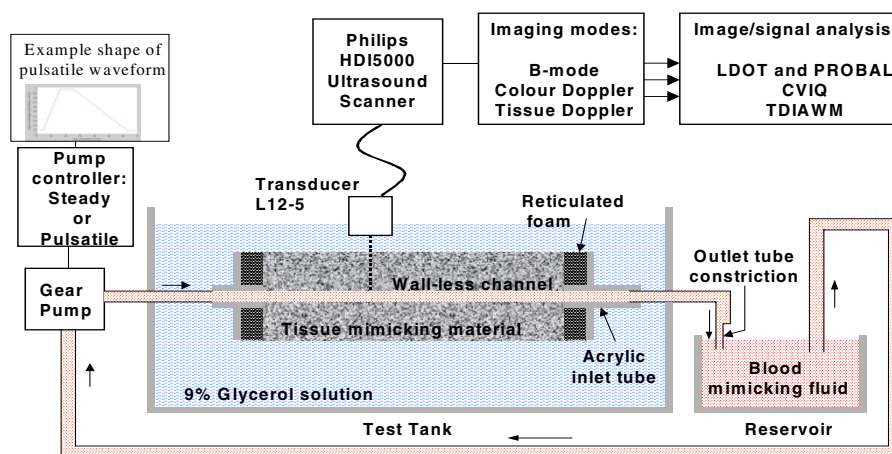 Example shape of
pulsatile waveform
Pump
controller:
Steady
or
Pulsatile
Gear
Pump
Philips
HDI5000
Ultrasound
Scanner
Imaging modes:
B-mode
Colour Doppler
Tissue Doppler
Image/signal analysis
LDOT and PROBAL
CVIQ
TDIAWM
Transducer
L12-5
Reticulated
foam
Wall-less channel
Tissue mimicking material
Acrylic
inlet tube
9% Glycerol solution
Test Tank
Outlet tube
constriction
Blood
mimicking fluid
Reservoir